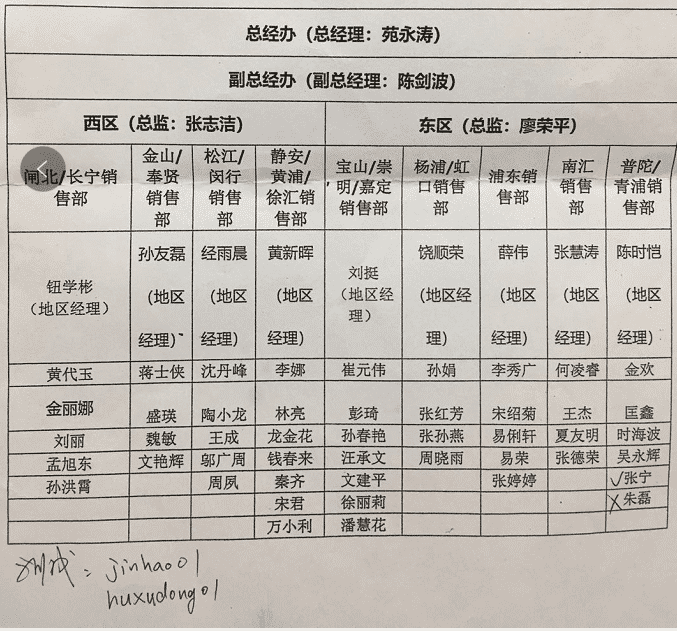 总经办（总经理：苑永涛）
副总经办（副总经理：陈剑波）
西区（总监：张志洁） 东区（总监：廖荣平）
闸北/长宁销售部 金山/奉贤销售部 松江/闵行销售部 静安/黄浦/徐汇销售部 宝山/崇明/嘉定销售部 杨浦/虹口销售部 浦东销售部 南汇销售部 普陀/青浦销售部
钮学彬（地区经理） 孙友磊（地区经理） 经雨晨（地区经理） 黄新晖（地区经理） 刘挺（地区经理） 饶顺荣（地区经理） 薛伟（地区经理） 张慧涛（地区经理） 陈时恺（地区经理）
黄代玉 蒋士侠 沈丹峰 李娜 崔元伟 孙娟 李秀广 何凌睿 金欢
金丽娜 盛瑛 陶小龙 林亮 彭琦 张红芳 宋绍菊 王杰 匡鑫
刘丽 魏敏 王成 龙金花 孙春艳 张孙燕 易俐轩 夏友明 时海波
孟旭东 文艳辉 邬广周 钱春来 汪承文 周晓雨 易荣 张德荣 吴永辉
孙洪霄 周夙 秦齐 文建平 张婷婷 √张宁
宋君 徐丽莉 X朱磊
万小利 潘慧花
测试：jinhao01
huxudong01